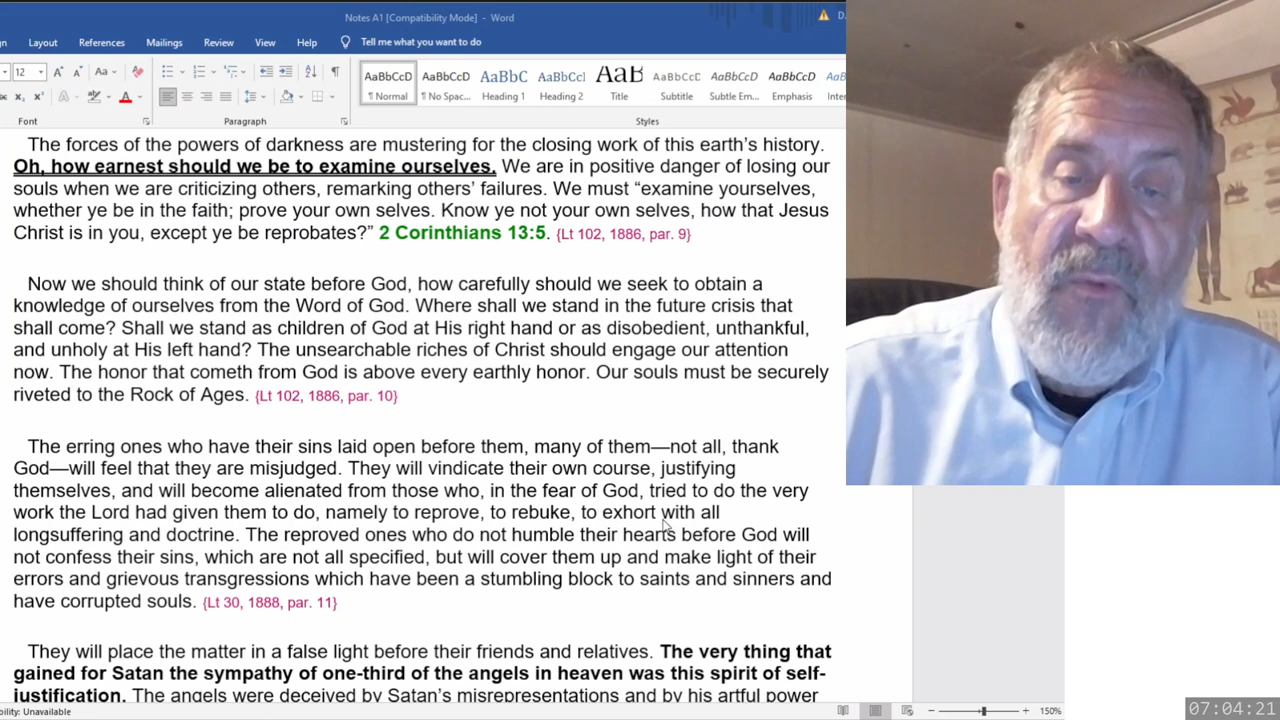 Notes A1 [Compatibility Mode] - Word
D.
Layout References Mailings Review View Help Tell me what you want to do
12 Aa
AaBbCcD AaBbCcD AaBbC AaBbCcI AaB AaBbCcD AaBbCcD AaBbCcD
¶ Normal ¶ No Spac... Heading 1 Heading 2 Title Subtitle Subtle Em... Emphasis
Font Paragraph Styles
The forces of the powers of darkness are mustering for the closing work of this earth’s history.
Oh, how earnest should we be to examine ourselves. We are in positive danger of losing our
souls when we are criticizing others, remarking others’ failures. We must “examine yourselves,
whether ye be in the faith; prove your own selves. Know ye not your own selves, how that Jesus
Christ is in you, except ye be reprobates?” 2 Corinthians 13:5. {Lt 102, 1886, par. 9}
Now we should think of our state before God, how carefully should we seek to obtain a
knowledge of ourselves from the Word of God. Where shall we stand in the future crisis that
shall come? Shall we stand as children of God at His right hand or as disobedient, unthankful,
and unholy at His left hand? The unsearchable riches of Christ should engage our attention
now. The honor that cometh from God is above every earthly honor. Our souls must be securely
riveted to the Rock of Ages. {Lt 102, 1886, par. 10}
The erring ones who have their sins laid open before them, many of them—not all, thank
God—will feel that they are misjudged. They will vindicate their own course, justifying
themselves, and will become alienated from those who, in the fear of God, tried to do the very
work the Lord had given them to do, namely to reprove, to rebuke, to exhort with all
longsuffering and doctrine. The reproved ones who do not humble their hearts before God will
not confess their sins, which are not all specified, but will cover them up and make light of their
errors and grievous transgressions which have been a stumbling block to saints and sinners and
have corrupted souls. {Lt 30, 1888, par. 11}
They will place the matter in a false light before their friends and relatives. The very thing that
gained for Satan the sympathy of one-third of the angels in heaven was this spirit of self-
justification. The angels were deceived by Satan’s misrepresentations and by his artful power
bility: Unavailable
150%
07:04:21